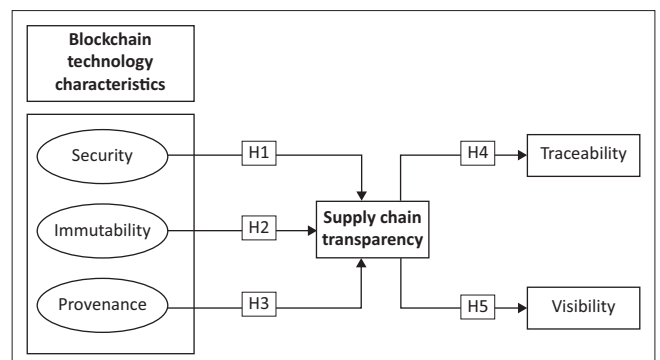 Blockchain
technology
characteristics
Security
H1
H4
Traceability
Immutability
H2
Supply chain
transparency
Provenance
H3
H5
Visibility